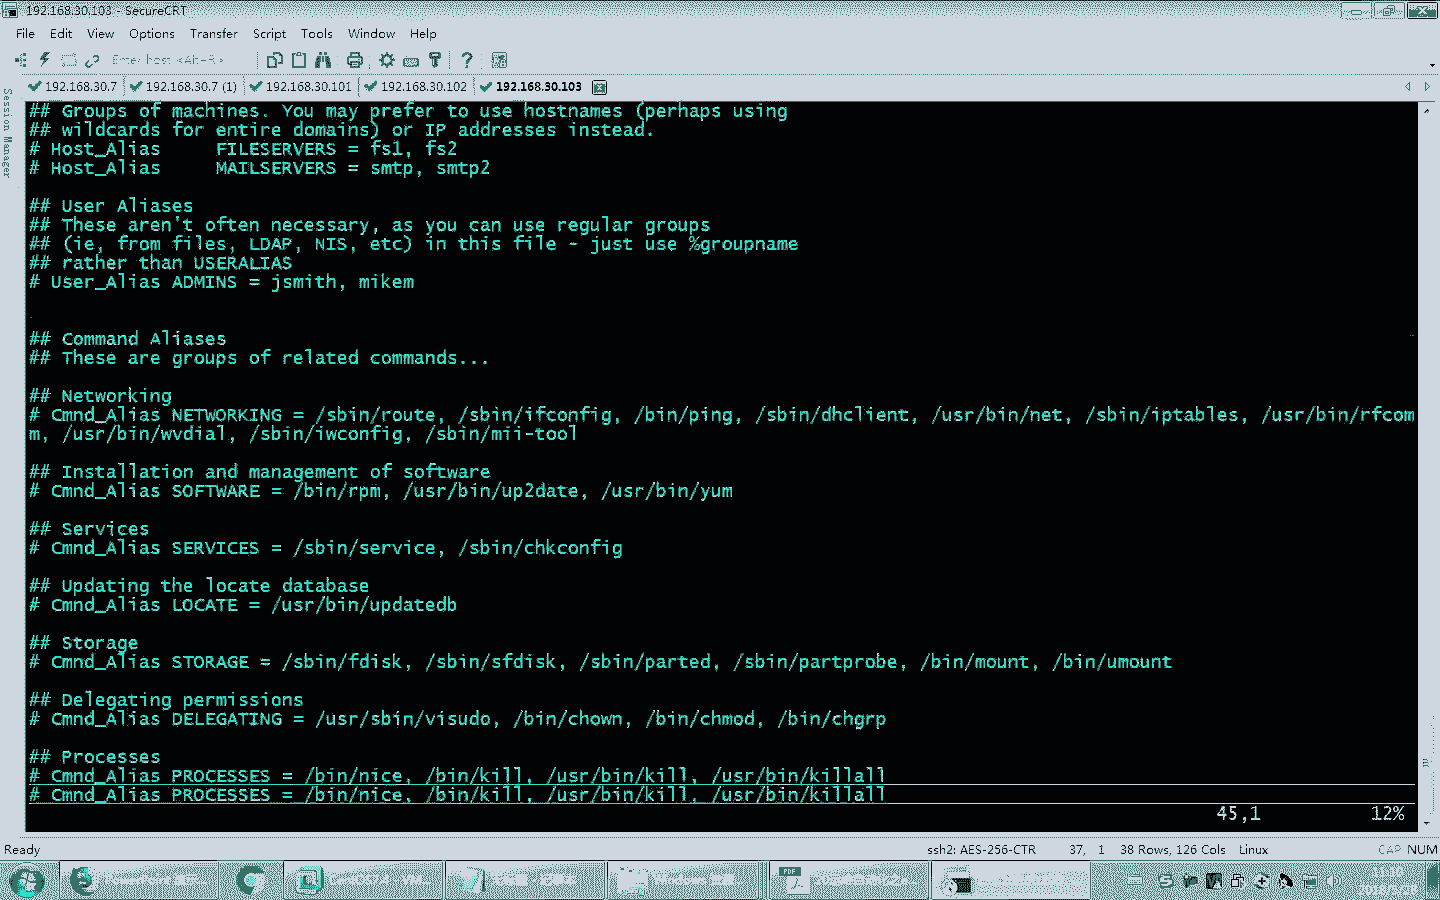 192.168.30.103 - SecureCRT
File Edit View Options Transfer Script Tools Window Help
Enter host <Alt+R>
192.168.30.7 192.168.30.7 (1) 192.168.30.101 192.168.30.102 192.168.30.103
Session Manager
## Groups of machines. You may prefer to use hostnames (perhaps using
## wildcards for entire domains) or IP addresses instead.
# Host_Alias     FILESERVERS = fs1, fs2
# Host_Alias     MAILSERVERS = smtp, smtp2
## User Aliases
## These aren't often necessary, as you can use regular groups
## (ie, from files, LDAP, NIS, etc) in this file - just use %groupname
## rather than USERALIAS
# User_Alias ADMINS = jsmith, mikem
## Command Aliases
## These are groups of related commands...
## Networking
# Cmnd_Alias NETWORKING = /sbin/route, /sbin/ifconfig, /bin/ping, /sbin/dhclient, /usr/bin/net, /sbin/iptables, /usr/bin/rfcom
m, /usr/bin/wvdial, /sbin/iwconfig, /sbin/mii-tool
## Installation and management of software
# Cmnd_Alias SOFTWARE = /bin/rpm, /usr/bin/up2date, /usr/bin/yum
## Services
# Cmnd_Alias SERVICES = /sbin/service, /sbin/chkconfig
## Updating the locate database
# Cmnd_Alias LOCATE = /usr/bin/updatedb
## Storage
# Cmnd_Alias STORAGE = /sbin/fdisk, /sbin/sfdisk, /sbin/parted, /sbin/partprobe, /bin/mount, /bin/umount
## Delegating permissions
# Cmnd_Alias DELEGATING = /usr/sbin/visudo, /bin/chown, /bin/chmod, /bin/chgrp
## Processes
# Cmnd_Alias PROCESSES = /bin/nice, /bin/kill, /usr/bin/kill, /usr/bin/killall
# Cmnd_Alias PROCESSES = /bin/nice, /bin/kill, /usr/bin/kill, /usr/bin/killall
45,1 12%
Ready ssh2: AES-256-CTR 37, 1 38 Rows, 126 Cols Linux CAP NUM
PDF